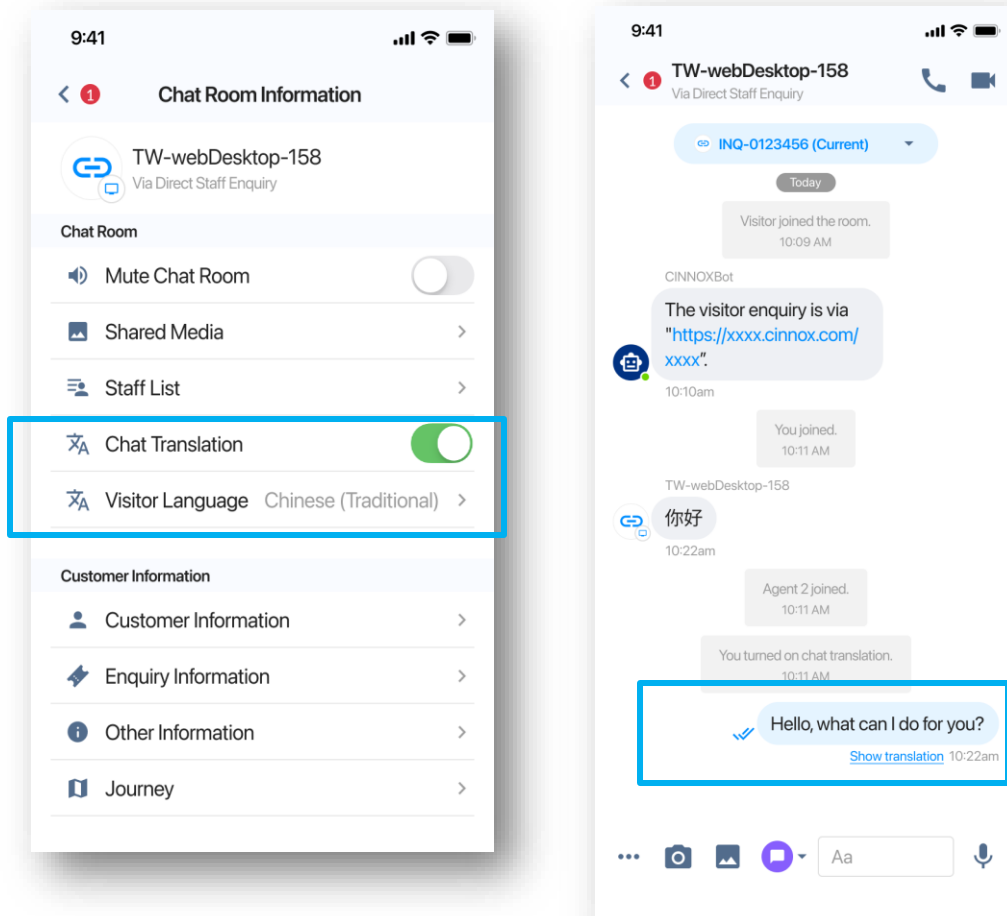 9:41
1
Chat Room Information
TW-webDesktop-158
Via Direct Staff Enquiry
Chat Room
Mute Chat Room
Shared Media
Staff List
Chat Translation
Visitor Language Chinese (Traditional)
Customer Information
Customer Information
Enquiry Information
Other Information
Journey
9:41
1
TW-webDesktop-158
Via Direct Staff Enquiry
INQ-0123456 (Current)
Today
Visitor joined the room.
10:09 AM
CINNOXBot
The visitor enquiry is via
"https://xxxx.cinnox.com/
xxxx”.
10:10am
You joined.
10:11 AM
TW-webDesktop-158
你好
10:22am
Agent 2 joined.
10:11 AM
You turned on chat translation.
10:11 AM
Hello, what can I do for you?
Show translation 10:22am
Aa